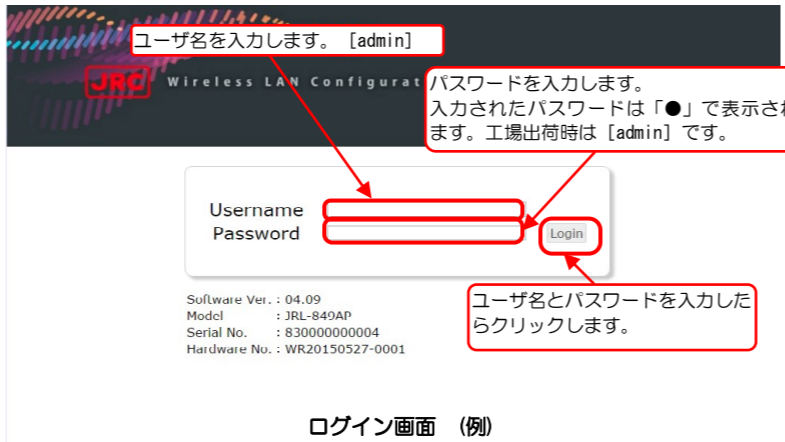 ユーザ名を入力します。 [admin]
JRC Wireless LAN Configurat
パスワードを入力します。
入力されたパスワードは「●」で表示され
ます。工場出荷時は [admin] です。
Username
Password
Login
ユーザ名とパスワードを入力した
らクリックします。
Software Ver. : 04.09
Model : JRL-849AP
Serial No. : 830000000004
Hardware No. : WR20150527-0001
ログイン画面 (例)